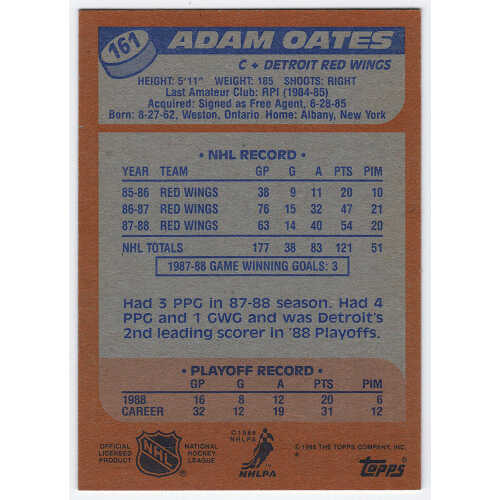 161
ADAM OATES
C • DETROIT RED WINGS
HEIGHT: 5'11" WEIGHT: 185 SHOOTS: RIGHT
Last Amateur Club: RPI (1984-85)
Acquired: Signed as Free Agent, 6-28-85
Born: 8-27-62, Weston, Ontario Home: Albany, New York
• NHL RECORD •
YEAR TEAM GP G A PTS PIM
85-86 RED WINGS 38 9 11 20 10
86-87 RED WINGS 76 15 32 47 21
87-88 RED WINGS 63 14 40 54 20
NHL TOTALS 177 38 83 121 51
1987-88 GAME WINNING GOALS: 3
Had 3 PPG in 87-88 season. Had 4
PPG and 1 GWG and was Detroit's
2nd leading scorer in '88 Playoffs.
• PLAYOFF RECORD •
GP G A PTS PIM
1988 16 8 12 20 6
CAREER 32 12 19 31 12
OFFICIAL
LICENSED
PRODUCT
NHL
NATIONAL
HOCKEY
LEAGUE
©1988
NHLPA
NHLPA
©1988 THE TOPPS COMPANY, INC.
topps®